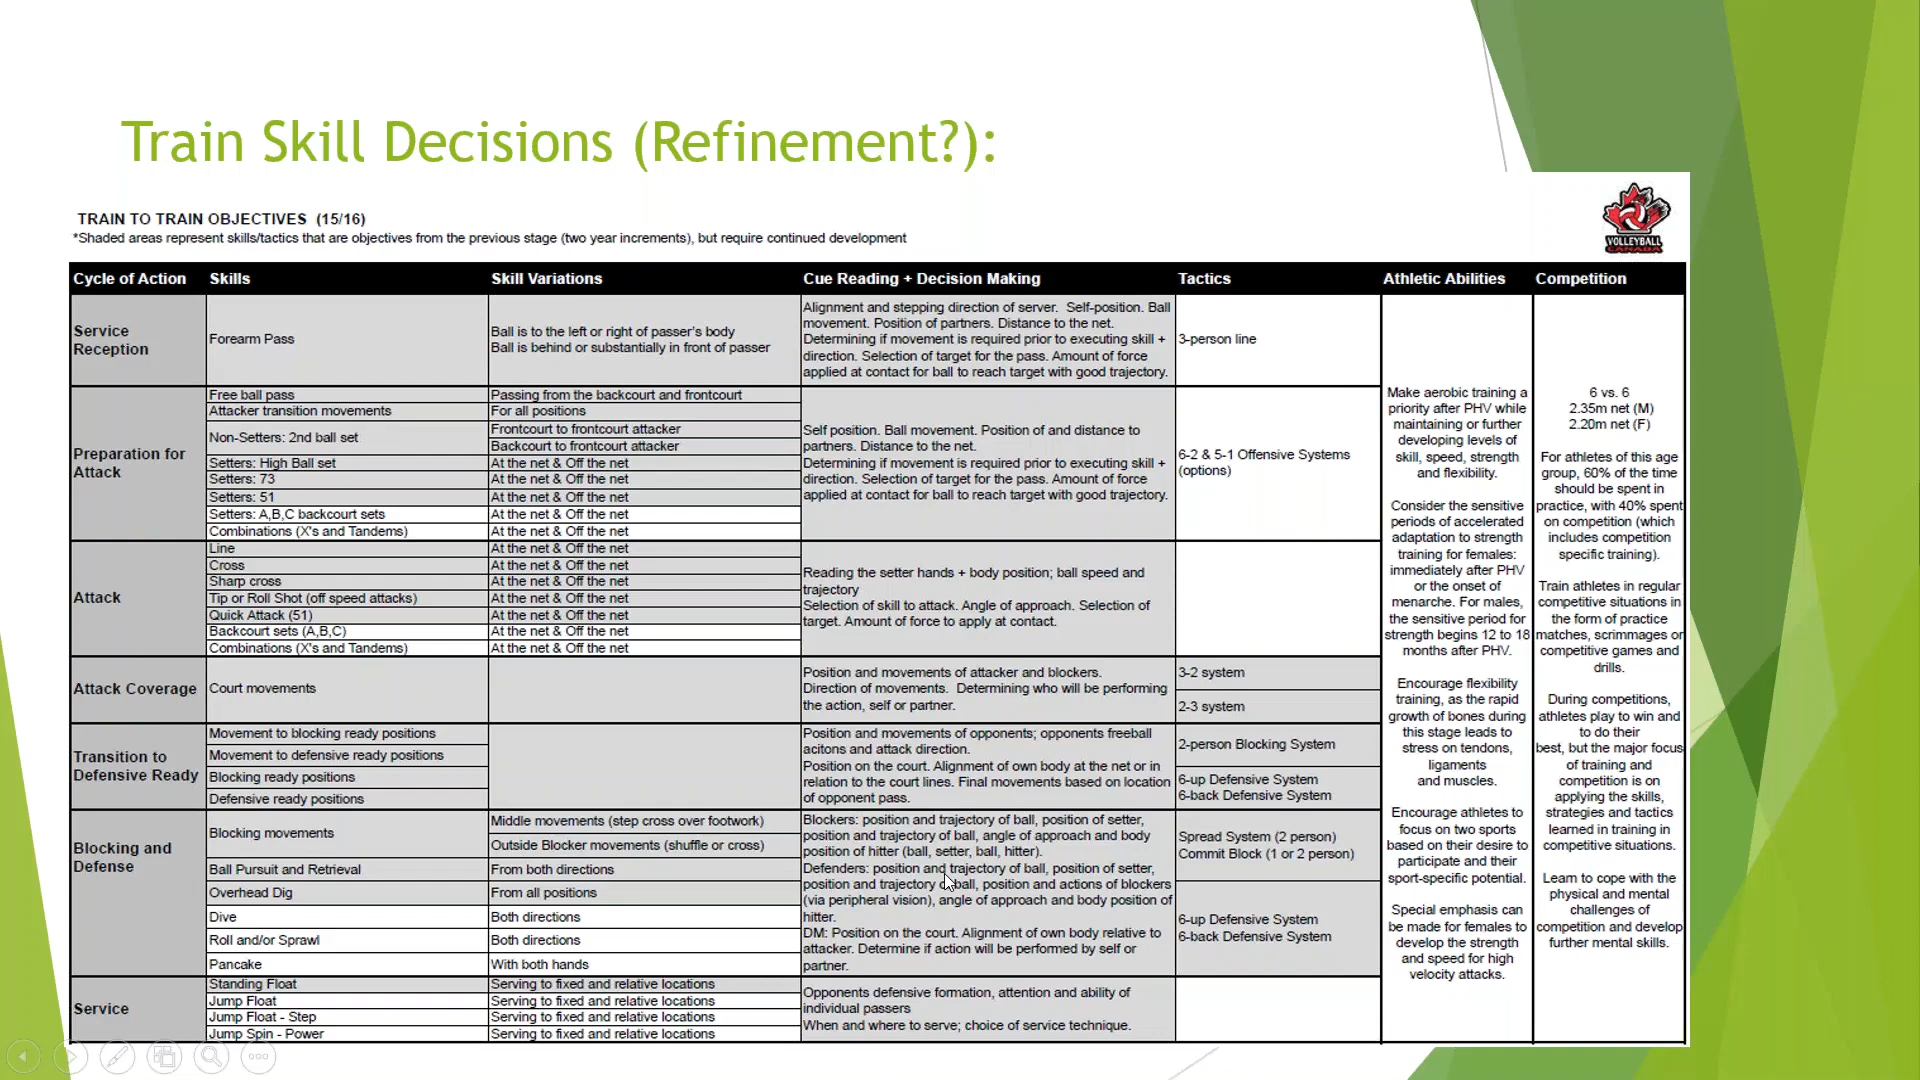 Train Skill Decisions (Refinement?):
TRAIN TO TRAIN OBJECTIVES (15/16)
*Shaded areas represent skills/tactics that are objectives from the previous stage (two year increments), but require continued development
VOLLEYBALL
CANADA
Cycle of Action
Skills
Skill Variations
Cue Reading + Decision Making
Tactics
Athletic Abilities
Competition
Service
Reception
Forearm Pass
Ball is to the left or right of passer's body
Ball is behind or substantially in front of passer
Alignment and stepping direction of server. Self-position. Ball
movement. Position of partners. Distance to the net.
Determining if movement is required prior to executing skill +
direction. Selection of target for the pass. Amount of force
applied at contact for ball to reach target with good trajectory.
3-person line
Preparation for
Attack
Free ball pass
Passing from the backcourt and frontcourt
Attacker transition movements
For all positions
Non-Setters: 2nd ball set
Frontcourt to frontcourt attacker
Backcourt to frontcourt attacker
Setters: High Ball set
At the net & Off the net
Setters: 73
At the net & Off the net
Setters: 51
At the net & Off the net
Setters: A,B,C backcourt sets
At the net & Off the net
Combinations (X's and Tandems)
At the net & Off the net
Self position. Ball movement. Position of and distance to
partners. Distance to the net.
Determining if movement is required prior to executing skill +
direction. Selection of target for the pass. Amount of force
applied at contact for ball to reach target with good trajectory.
6-2 & 5-1 Offensive Systems
(options)
Attack
Line
At the net & Off the net
Cross
At the net & Off the net
Sharp cross
At the net & Off the net
Tip or Roll Shot (off speed attacks)
At the net & Off the net
Quick Attack (51)
At the net & Off the net
Backcourt sets (A,B,C)
At the net & Off the net
Combinations (X's and Tandems)
At the net & Off the net
Reading the setter hands + body position; ball speed and
trajectory
Selection of skill to attack. Angle of approach. Selection of
target. Amount of force to apply at contact.
Attack Coverage
Court movements
Position and movements of attacker and blockers.
Direction of movements. Determining who will be performing
the action, self or partner.
3-2 system
2-3 system
Transition to
Defensive Ready
Movement to blocking ready positions
Movement to defensive ready positions
Blocking ready positions
Defensive ready positions
Position and movements of opponents; opponents freeball
acitons and attack direction.
Position on the court. Alignment of own body at the net or in
relation to the court lines. Final movements based on location
of opponent pass.
2-person Blocking System
6-up Defensive System
6-back Defensive System
Blocking and
Defense
Blocking movements
Middle movements (step cross over footwork)
Outside Blocker movements (shuffle or cross)
Ball Pursuit and Retrieval
From both directions
Overhead Dig
From all positions
Dive
Both directions
Roll and/or Sprawl
Both directions
Pancake
With both hands
Blockers: position and trajectory of ball, position of setter,
position and trajectory of ball, angle of approach and body
position of hitter (ball, setter, ball, hitter).
Defenders: position and trajectory of ball, position of setter,
position and trajectory of ball, position and actions of blockers
(via peripheral vision), angle of approach and body position of
hitter.
DM: Position on the court. Alignment of own body relative to
attacker. Determine if action will be performed by self or
partner.
Spread System (2 person)
Commit Block (1 or 2 person)
6-up Defensive System
6-back Defensive System
Service
Standing Float
Serving to fixed and relative locations
Jump Float
Serving to fixed and relative locations
Jump Float - Step
Serving to fixed and relative locations
Jump Spin - Power
Serving to fixed and relative locations
Opponents defensive formation, attention and ability of
individual passers
When and where to serve; choice of service technique.
Make aerobic training a
priority after PHV while
maintaining or further
developing levels of
skill, speed, strength
and flexibility.
Consider the sensitive
periods of accelerated
adaptation to strength
training for females:
immediately after PHV
or the onset of
menarche. For males,
the sensitive period for
strength begins 12 to 18
months after PHV.
Encourage flexibility
training, as the rapid
growth of bones during
this stage leads to
stress on tendons,
ligaments
and muscles.
Encourage athletes to
focus on two sports
based on their desire to
participate and their
sport-specific potential.
Special emphasis can
be made for females to
develop the strength
and speed for high
velocity attacks.
6 vs. 6
2.35m net (M)
2.20m net (F)
For athletes of this age
group, 60% of the time
should be spent in
practice, with 40% spent
on competition (which
includes competition
specific training).
Train athletes in regular
competitive situations in
the form of practice
matches, scrimmages or
competitive games and
drills.
During competitions,
athletes play to win and
to do their
best, but the major focus
of training and
competition is on
applying the skills,
strategies and tactics
learned in training in
competitive situations.
Learn to cope with the
physical and mental
challenges of
competition and develop
further mental skills.